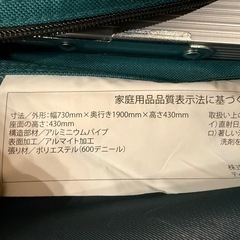 家庭用品品質表示法に基づ
寸法／外形：幅730mm×奥行き1900mm×高さ430mm
座面の高さ：430mm
構造部材／アルミニウムパイプ
表面加工／アルマイト加工
張り材／ポリエステル(600デニール)
取扱い上の
(イ)直射日
(ロ)著し
洗剤を
株式